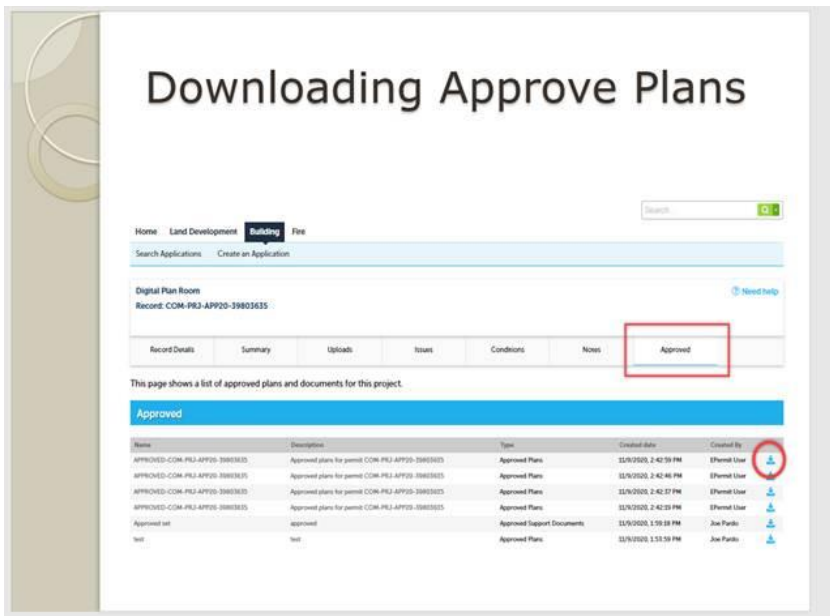 Downloading Approve Plans
Search...
Home Land Development Building Fire
Search Applications Create an Application
Digital Plan Room
Need help
Record: COM-PRJ-APP20-39803635
Record Details Summary Uploads Issues Conditions Notes Approved
This page shows a list of approved plans and documents for this project.
Approved
Name Description Type Created date Created By
APPROVED-COM-PRJ-APP20-39803635 Approved plans for permit COM-PRJ-APP20-39803635 Approved Plans 11/9/2020, 2:42:59 PM EPermit User
APPROVED-COM-PRJ-APP20-39803635 Approved plans for permit COM-PRJ-APP20-39803635 Approved Plans 11/9/2020, 2:42:46 PM EPermit User
APPROVED-COM-PRJ-APP20-39803635 Approved plans for permit COM-PRJ-APP20-39803635 Approved Plans 11/9/2020, 2:42:37 PM EPermit User
APPROVED-COM-PRJ-APP20-39803635 Approved plans for permit COM-PRJ-APP20-39803635 Approved Plans 11/9/2020, 2:42:19 PM EPermit User
Approved set approved Approved Support Documents 11/9/2020, 1:59:18 PM Joe Pardo
test test Approved Plans 11/9/2020, 1:53:59 PM Joe Pardo